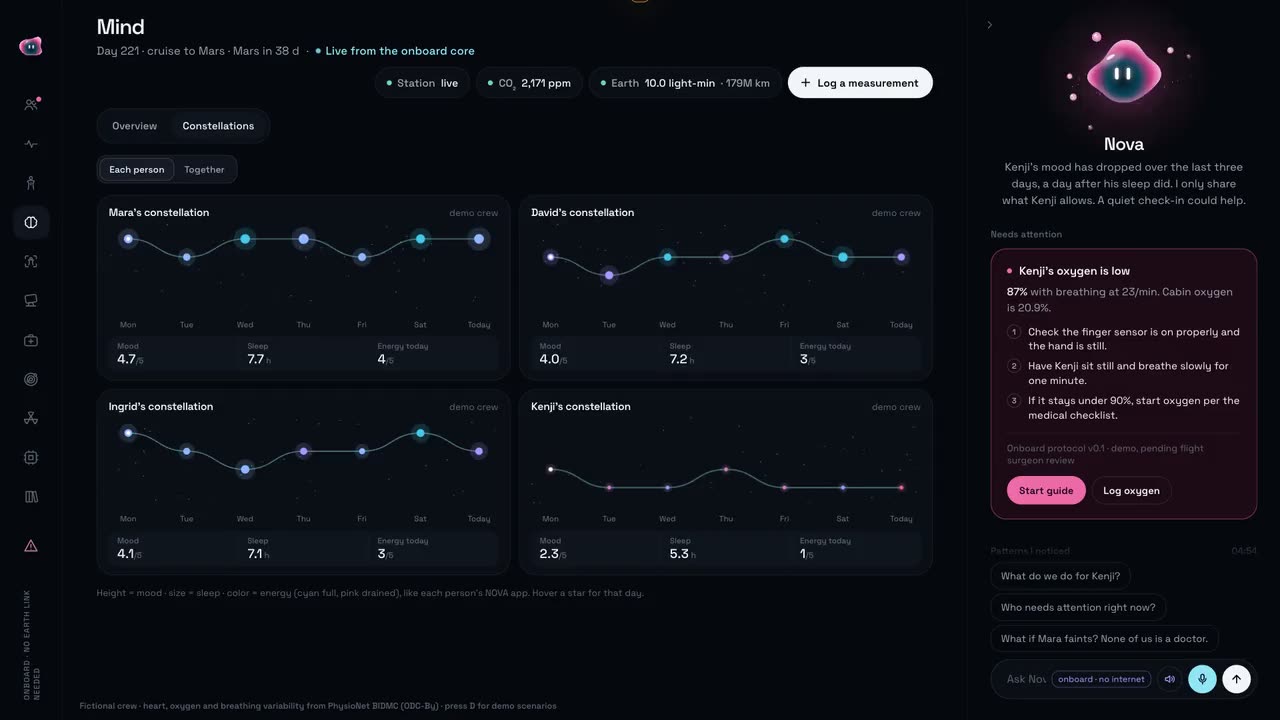 Mind
Day 221 · cruise to Mars · Mars in 38 d · Live from the onboard core
Station live
CO₂ 2,171 ppm
Earth 10.0 light-min · 179M km
+ Log a measurement
Overview
Constellations
Each person
Together
Mara's constellation
demo crew
Mon Tue Wed Thu Fri Sat Today
Mood Sleep Energy today
4.7/5 7.7 h 4/5
David's constellation
demo crew
Mon Tue Wed Thu Fri Sat Today
Mood Sleep Energy today
4.0/5 7.2 h 3/5
Ingrid's constellation
demo crew
Mon Tue Wed Thu Fri Sat Today
Mood Sleep Energy today
4.1/5 7.1 h 3/5
Kenji's constellation
demo crew
Mon Tue Wed Thu Fri Sat Today
Mood Sleep Energy today
2.3/5 5.3 h 1/5
Height = mood · size = sleep · color = energy (cyan full, pink drained), like each person's NOVA app. Hover a star for that day.
ONBOARD · NO EARTH LINK
NEEDED
Fictional crew · heart, oxygen and breathing variability from PhysioNet BIDMC (ODC-By) · press D for demo scenarios
Nova
Kenji's mood has dropped over the last three
days, a day after his sleep did. I only share
what Kenji allows. A quiet check-in could help.
Needs attention
Kenji's oxygen is low
87% with breathing at 23/min. Cabin oxygen
is 20.9%.
1 Check the finger sensor is on properly and
the hand is still.
2 Have Kenji sit still and breathe slowly for
one minute.
3 If it stays under 90%, start oxygen per the
medical checklist.
Onboard protocol v0.1 · demo, pending flight
surgeon review
Start guide
Log oxygen
Patterns I noticed 04:54
What do we do for Kenji?
Who needs attention right now?
What if Mara faints? None of us is a doctor.
Ask Nov
onboard · no internet